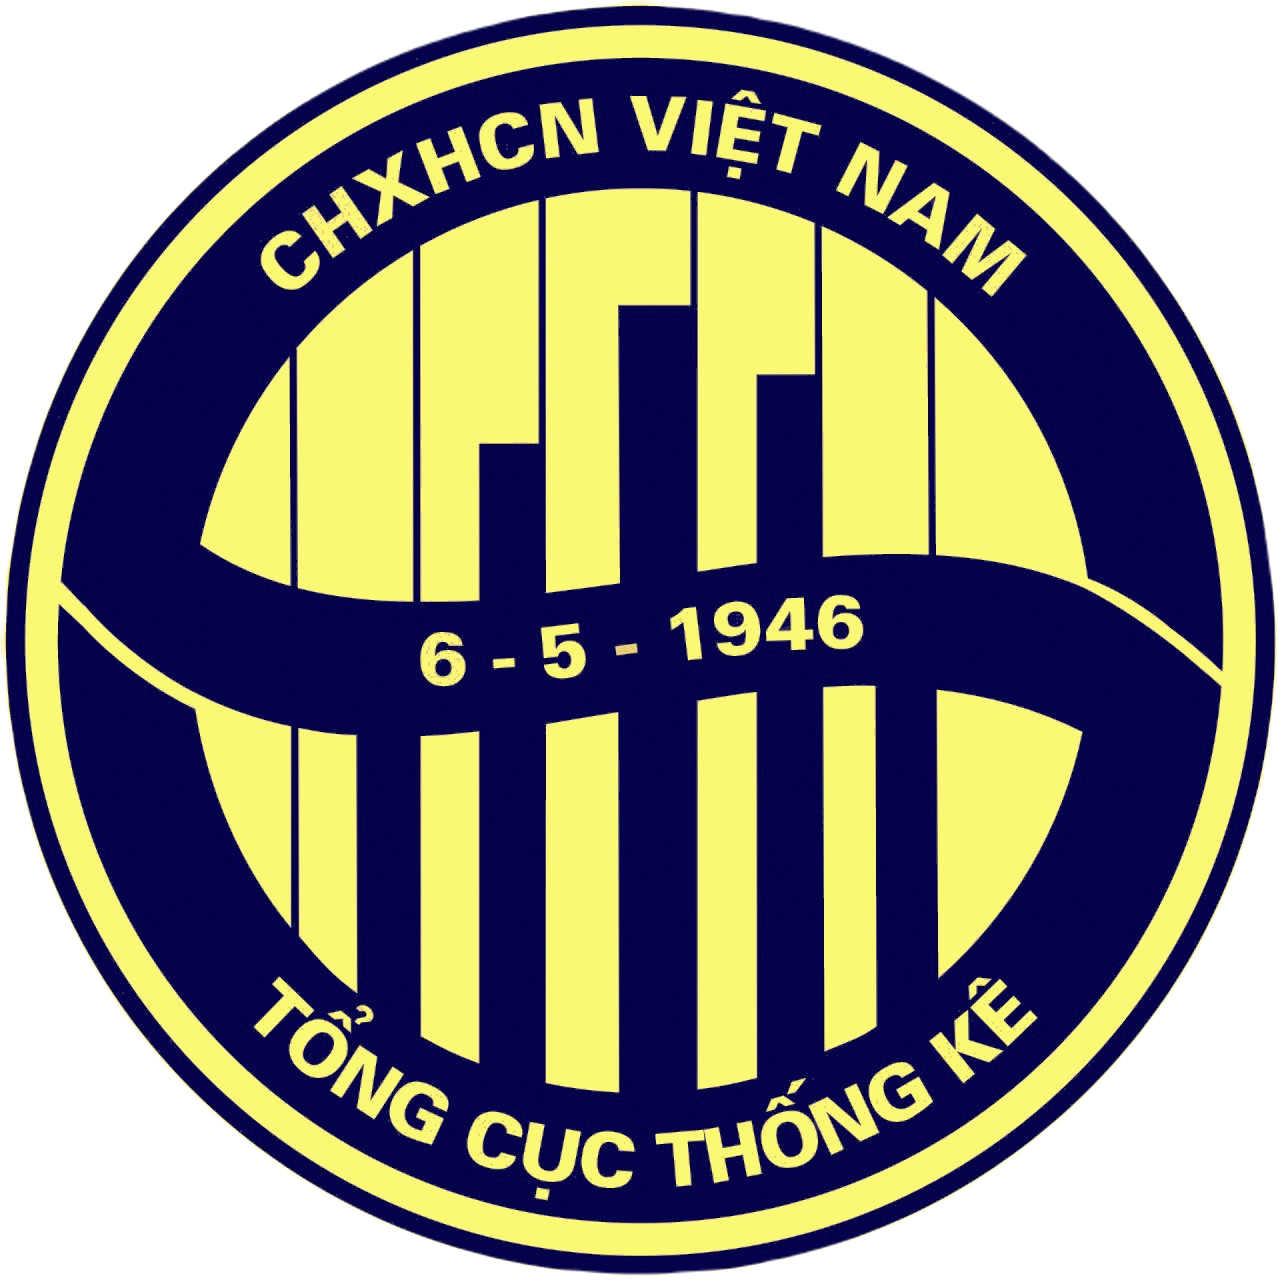 CHXHCN VIỆT NAM
6 - 5 - 1946
TỔNG CỤC THỐNG KÊ